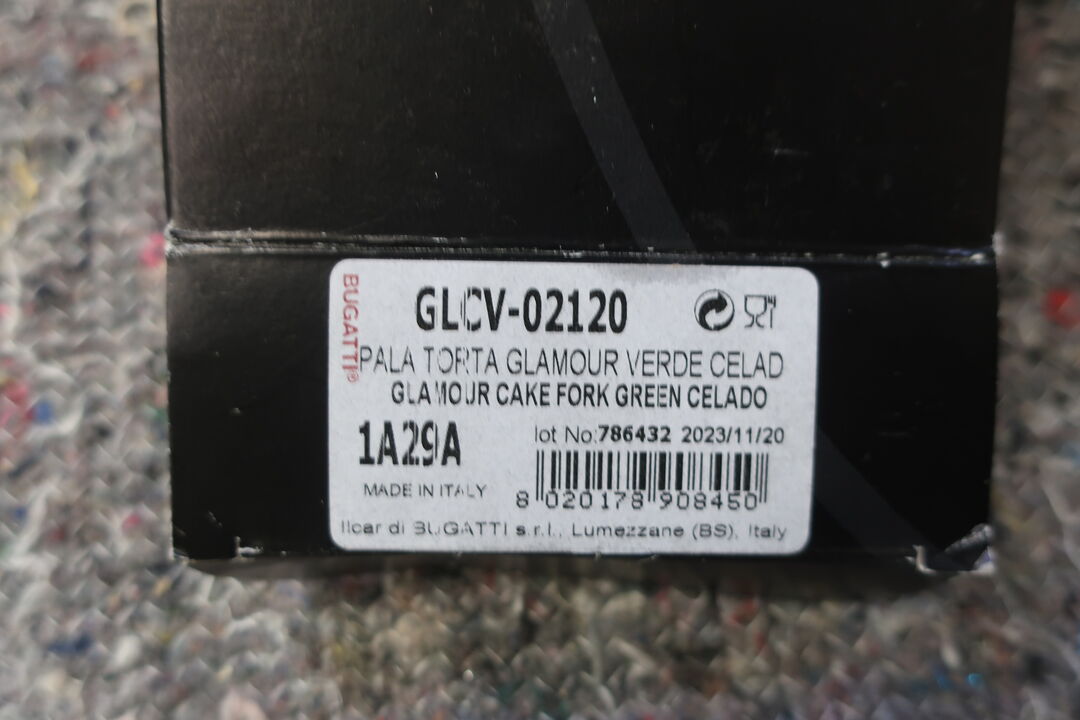 BUGATTI®
GLCV-02120
PALA TORTA GLAMOUR VERDE CELAD
GLAMOUR CAKE FORK GREEN CELADO
1A29A
lot No:786432 2023/11/20
MADE IN ITALY
8 020178 908450
Ilcar di BUGATTI s.r.l., Lumezzane (BS), Italy